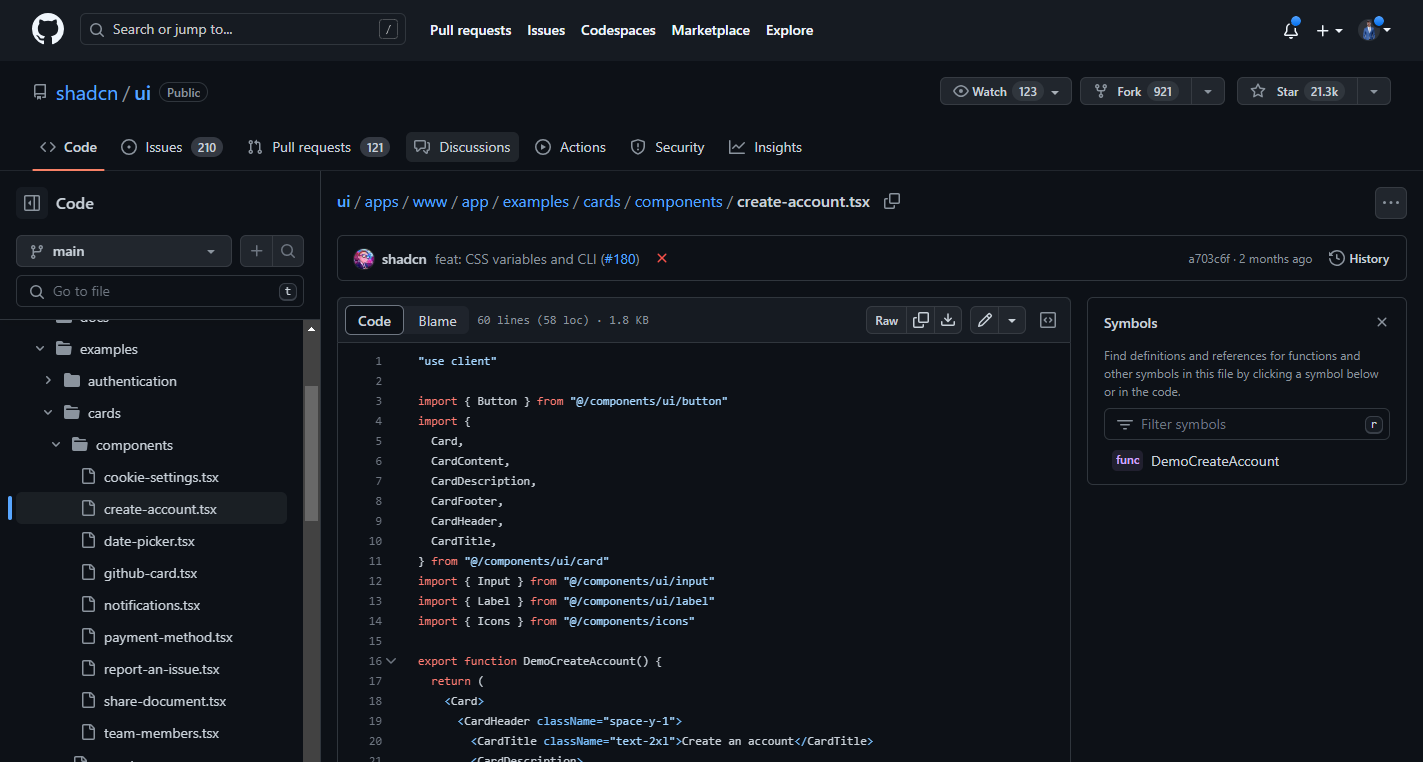 Search or jump to... /
Pull requests Issues Codespaces Marketplace Explore
shadcn / ui Public
Watch 123 Fork 921 Star 21.3k
Code Issues 210 Pull requests 121 Discussions Actions Security Insights
Code
main
Go to file t
docs
examples
authentication
cards
components
cookie-settings.tsx
create-account.tsx
date-picker.tsx
github-card.tsx
notifications.tsx
payment-method.tsx
report-an-issue.tsx
share-document.tsx
team-members.tsx
ui / apps / www / app / examples / cards / components / create-account.tsx
shadcn feat: CSS variables and CLI (#180) a703c6f · 2 months ago History
Code Blame 60 lines (58 loc) · 1.8 KB Raw
1 "use client"
2
3 import { Button } from "@/components/ui/button"
4 import {
5 Card,
6 CardContent,
7 CardDescription,
8 CardFooter,
9 CardHeader,
10 CardTitle,
11 } from "@/components/ui/card"
12 import { Input } from "@/components/ui/input"
13 import { Label } from "@/components/ui/label"
14 import { Icons } from "@/components/icons"
15
16 export function DemoCreateAccount() {
17 return (
18 <Card>
19 <CardHeader className="space-y-1">
20 <CardTitle className="text-2xl">Create an account</CardTitle>
21 <CardDescription>
Symbols
Find definitions and references for functions and
other symbols in this file by clicking a symbol below
or in the code.
Filter symbols r
func DemoCreateAccount